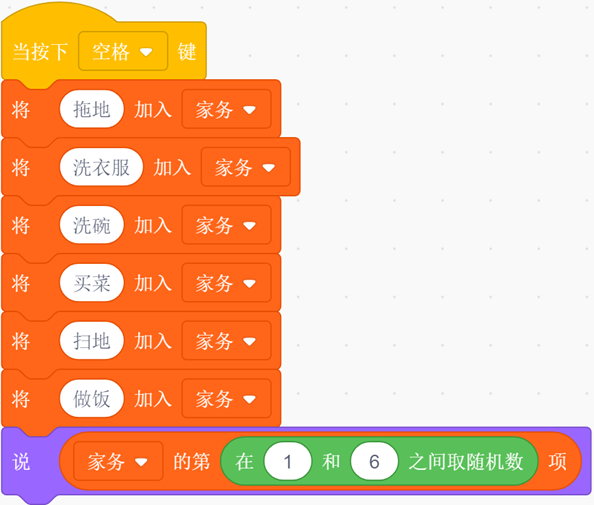 当按下 空格 键
将 拖地 加入 家务
将 洗衣服 加入 家务
将 洗碗 加入 家务
将 买菜 加入 家务
将 扫地 加入 家务
将 做饭 加入 家务
说 家务 的第 在 1 和 6 之间取随机数 项